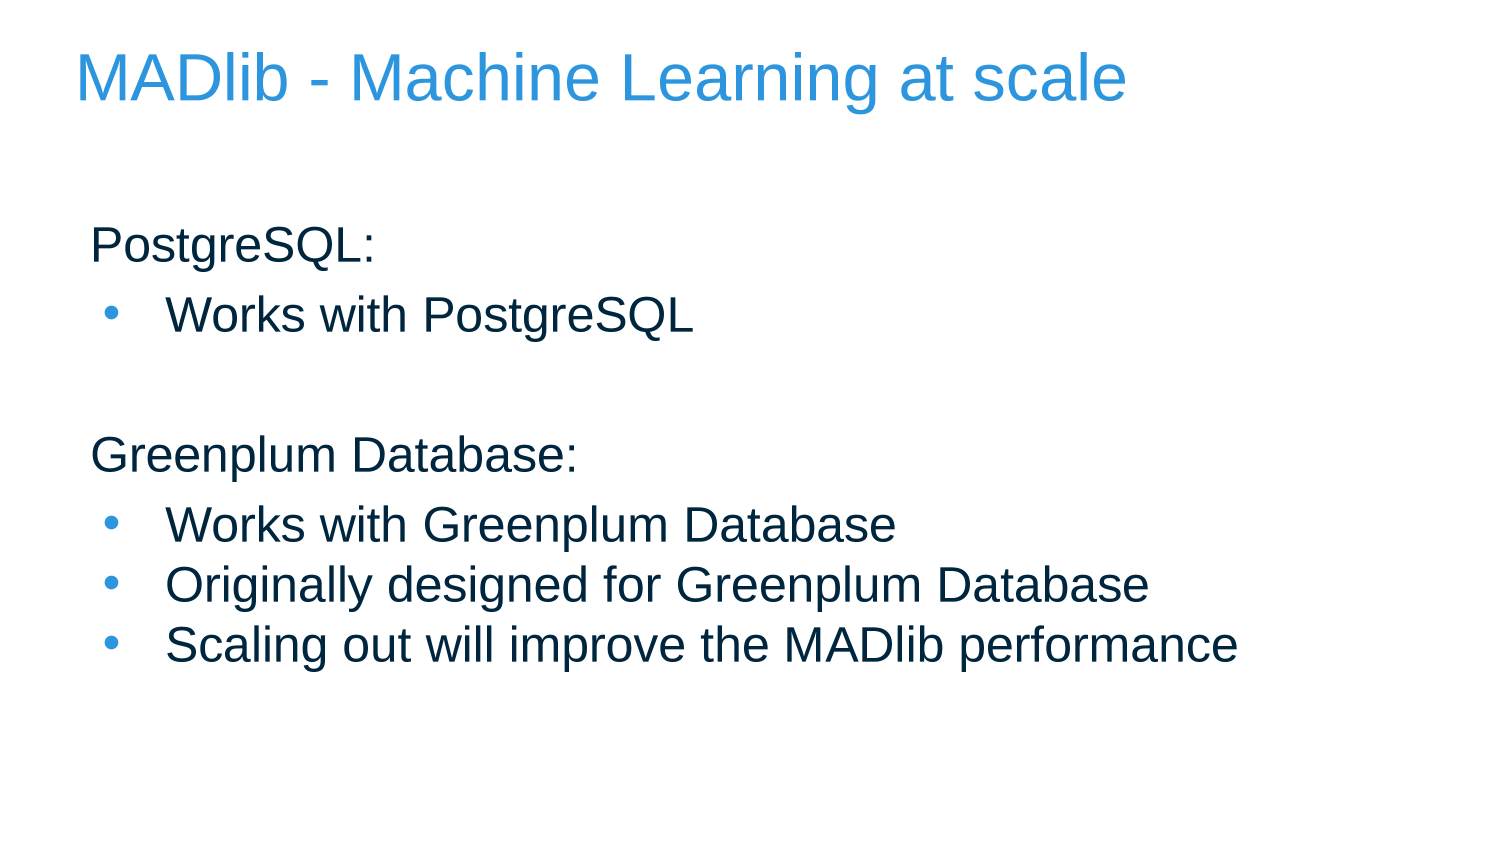 MADlib - Machine Learning at scale
PostgreSQL:
• Works with PostgreSQL
Greenplum Database:
• Works with Greenplum Database
• Originally designed for Greenplum Database
• Scaling out will improve the MADlib performance